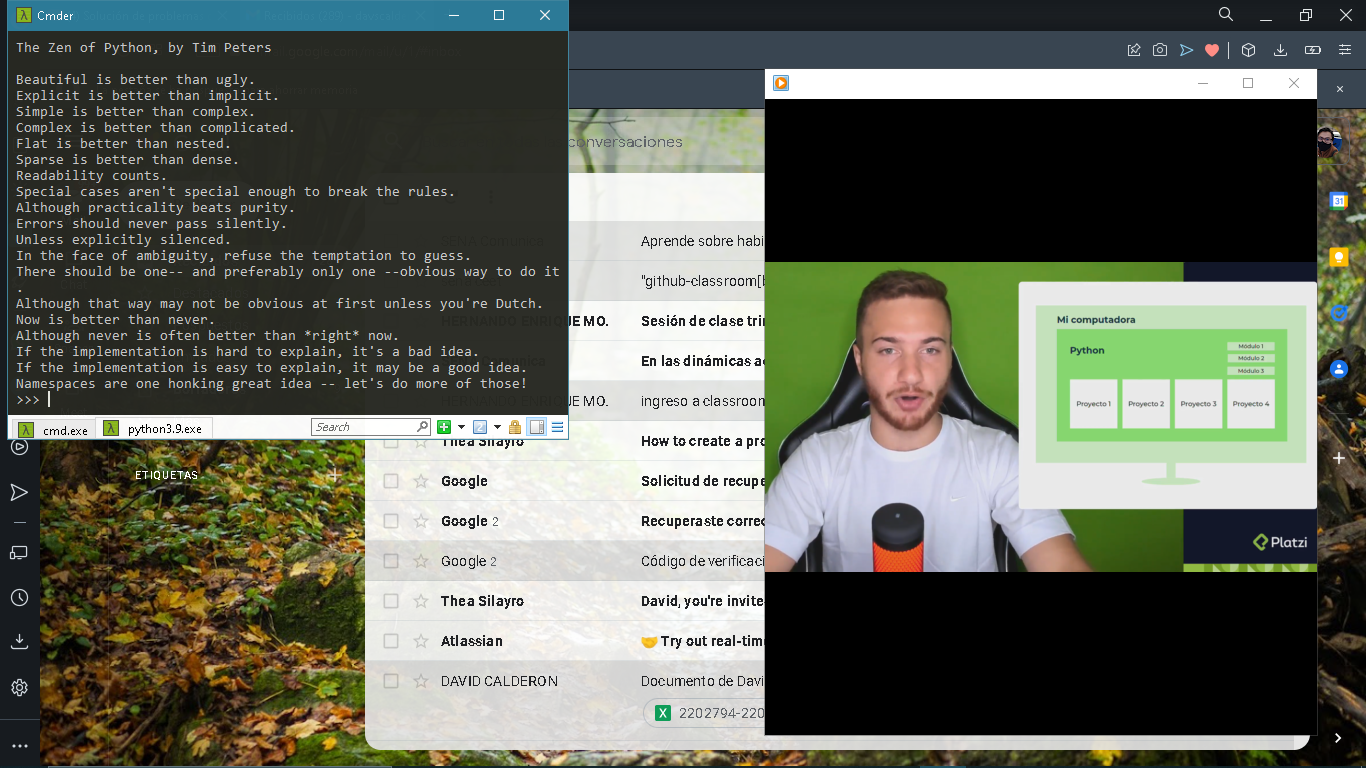 Cmder
The Zen of Python, by Tim Peters
Beautiful is better than ugly.
Explicit is better than implicit.
Simple is better than complex.
Complex is better than complicated.
Flat is better than nested.
Sparse is better than dense.
Readability counts.
Special cases aren't special enough to break the rules.
Although practicality beats purity.
Errors should never pass silently.
Unless explicitly silenced.
In the face of ambiguity, refuse the temptation to guess.
There should be one-- and preferably only one --obvious way to do it
.
Although that way may not be obvious at first unless you're Dutch.
Now is better than never.
Although never is often better than *right* now.
If the implementation is hard to explain, it's a bad idea.
If the implementation is easy to explain, it may be a good idea.
Namespaces are one honking great idea -- let's do more of those!
>>>
cmd.exe
python3.9.exe
Search
ETIQUETAS
conversaciones
Aprende sobre habi
"github-classroom[b
HERNANDO ENRIQUE MO. Sesión de clase trin
En las dinámicas ac
MO. ingreso a classroom
Thea Silayro How to create a pro
Google Solicitud de recupe
Google 2 Recuperaste correc
Google 2 Código de verificaci
Thea Silayro David, you're invite
Atlassian Try out real-time
DAVID CALDERON Documento de Davi
2202794-220
Mi computadora
Python
Módulo 1
Módulo 2
Módulo 3
Proyecto 1 Proyecto 2 Proyecto 3 Proyecto 4
Platzi
31